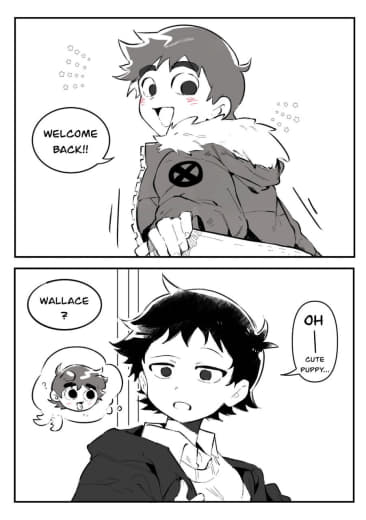 WELCOME
BACK!!
WALLACE
?
OH
|
CUTE
PUPPY...